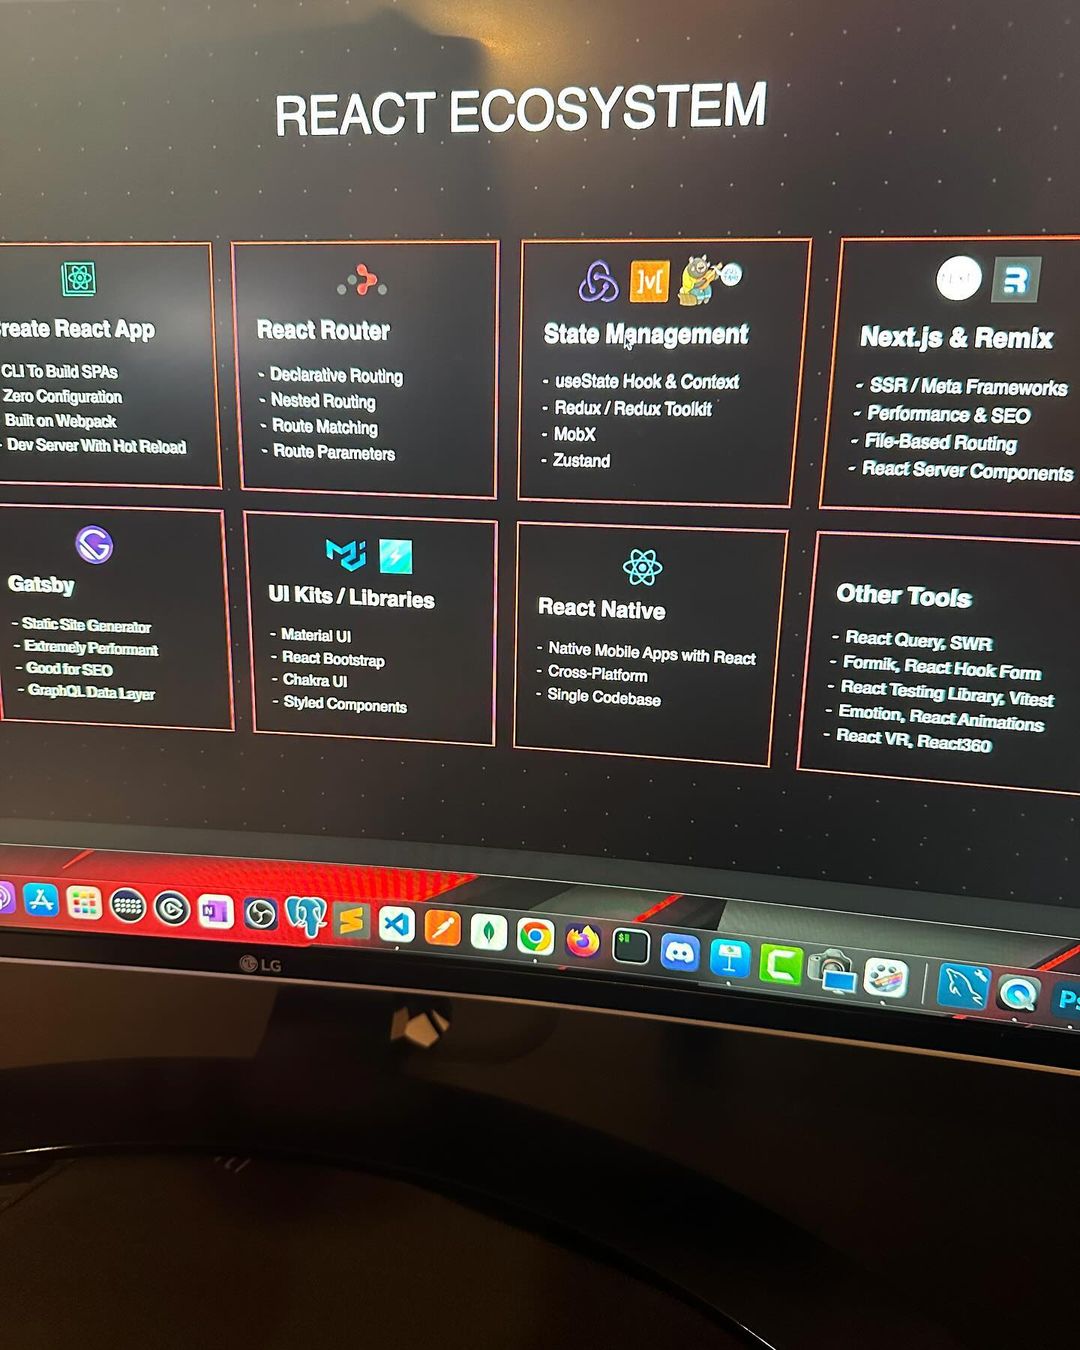 REACT ECOSYSTEM
reate React App
CLI To Build SPAs
Zero Configuration
Built on Webpack
- Dev Server With Hot Reload
React Router
- Declarative Routing
- Nested Routing
- Route Matching
- Route Parameters
State Management
- useState Hook & Context
- Redux / Redux Toolkit
- MobX
- Zustand
Next.js & Remix
- SSR / Meta Frameworks
- Performance & SEO
- File-Based Routing
- React Server Components
Gatsby
- Static Site Generator
- Extremely Performant
- Good for SEO
- GraphQL Data Layer
UI Kits / Libraries
- Material UI
- React Bootstrap
- Chakra UI
- Styled Components
React Native
- Native Mobile Apps with React
- Cross-Platform
- Single Codebase
Other Tools
- React Query, SWR
- Formik, React Hook Form
- React Testing Library, Vitest
- Emotion, React Animations
- React VR, React360
N
$
Ps
LG